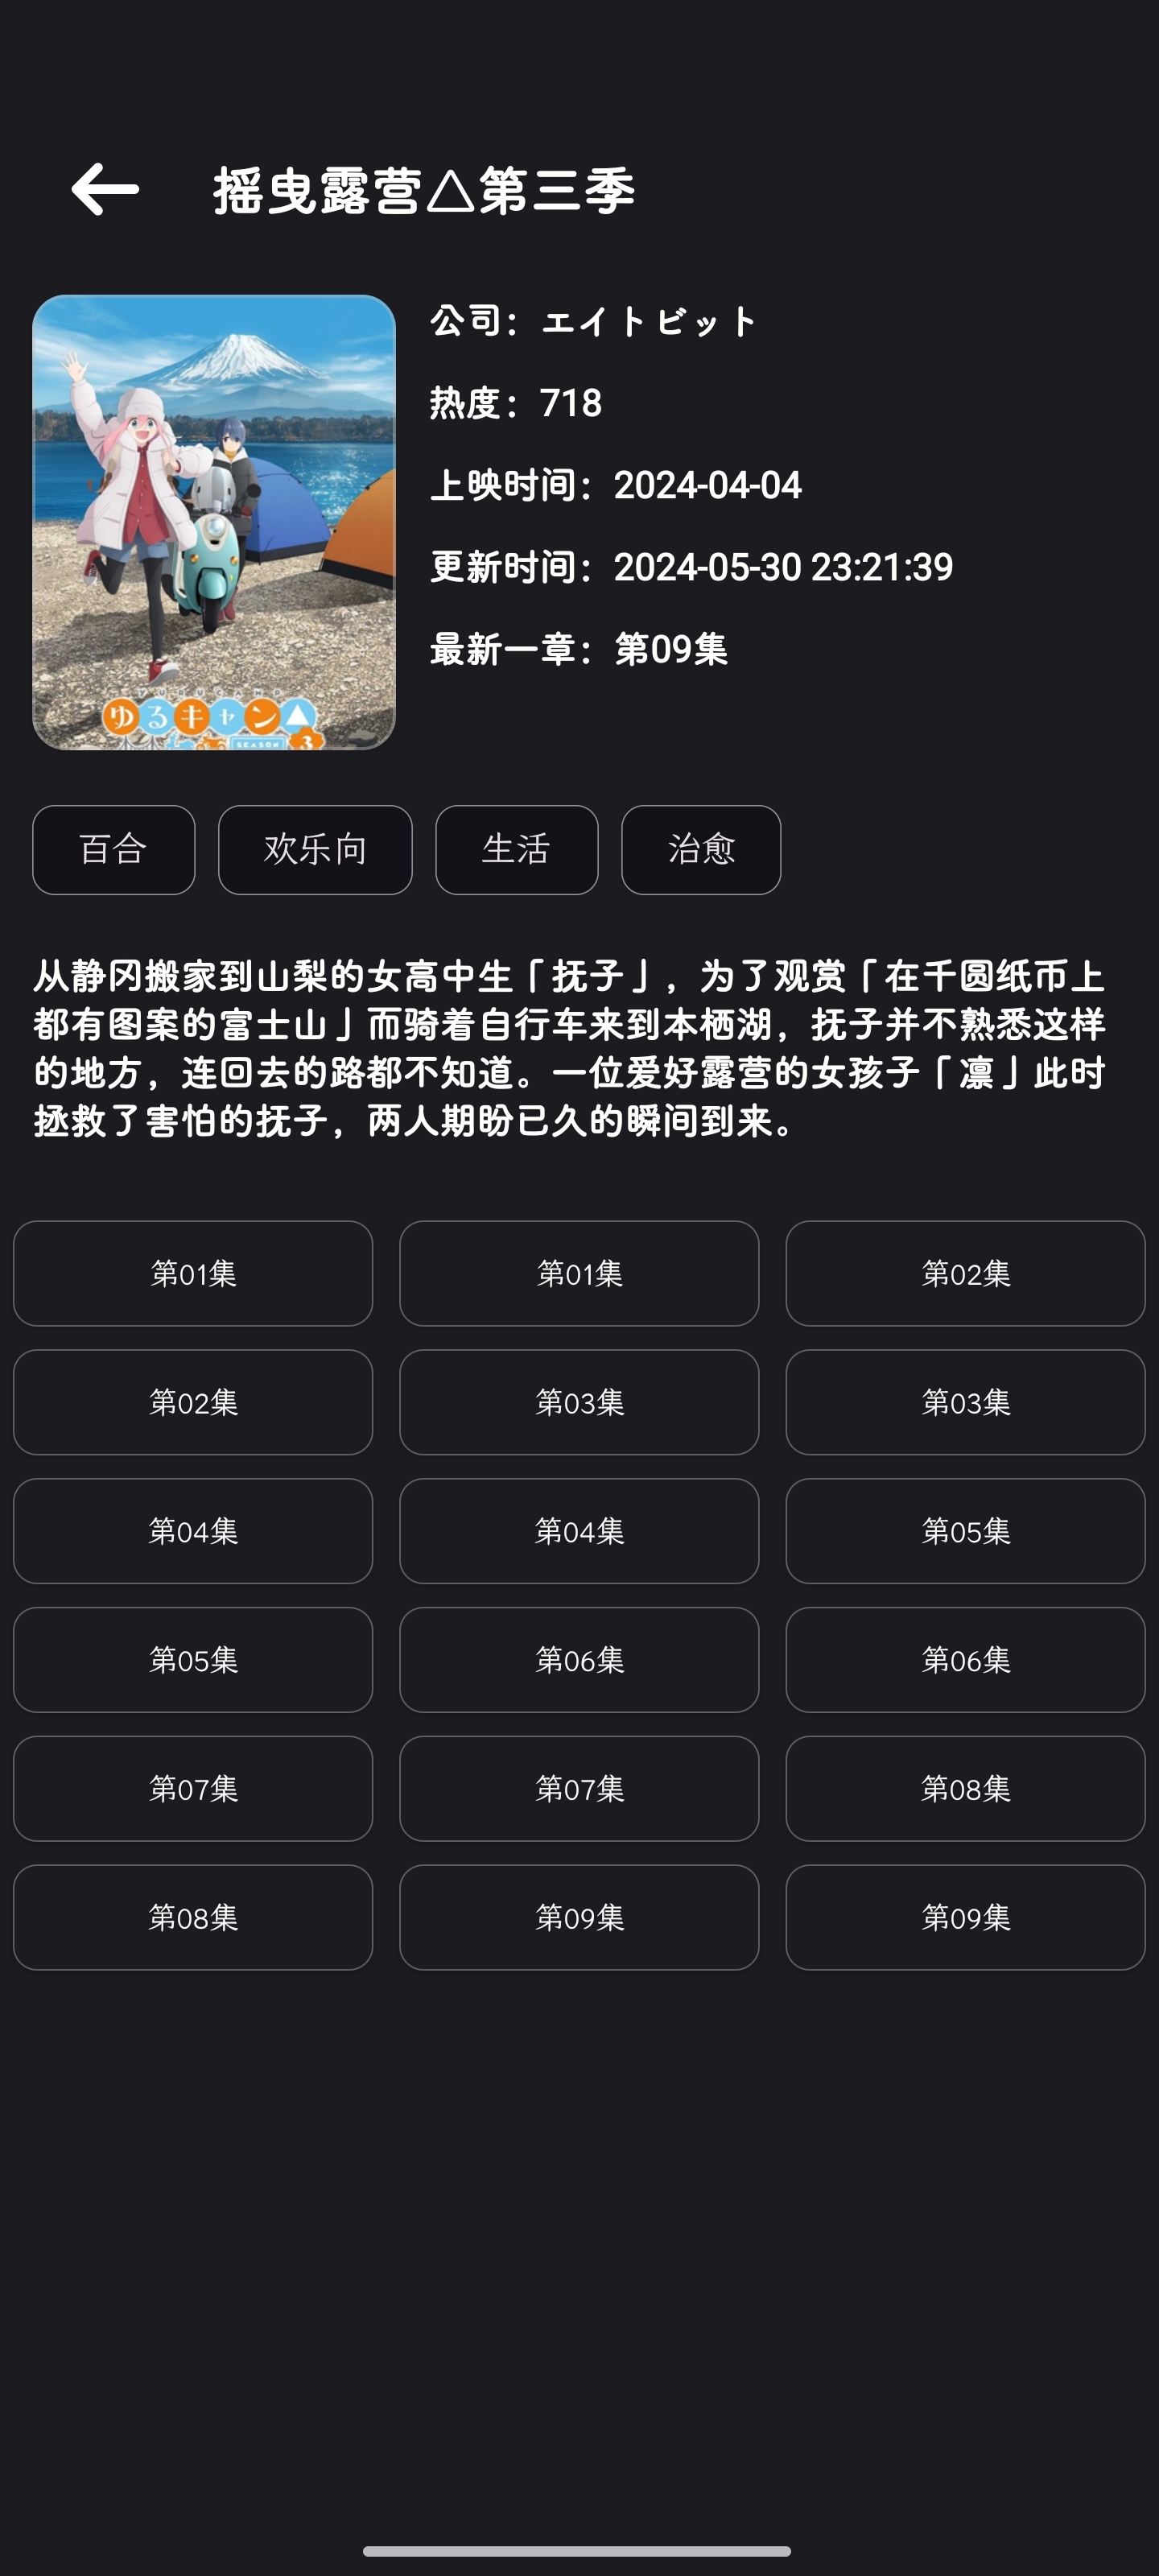 摇曳露营△第三季
公司：エイトビット
热度：718
上映时间：2024-04-04
更新时间：2024-05-30 23:21:39
最新一章：第09集
YURUCAMP
ゆるキャン△
SEASON 3
百合
欢乐向
生活
治愈
从静冈搬家到山梨的女高中生「抚子」，为了观赏「在千圆纸币上
都有图案的富士山」而骑着自行车来到本栖湖，抚子并不熟悉这样
的地方，连回去的路都不知道。一位爱好露营的女孩子「凛」此时
拯救了害怕的抚子，两人期盼已久的瞬间到来。
第01集
第01集
第02集
第02集
第03集
第03集
第04集
第04集
第05集
第05集
第06集
第06集
第07集
第07集
第08集
第08集
第09集
第09集